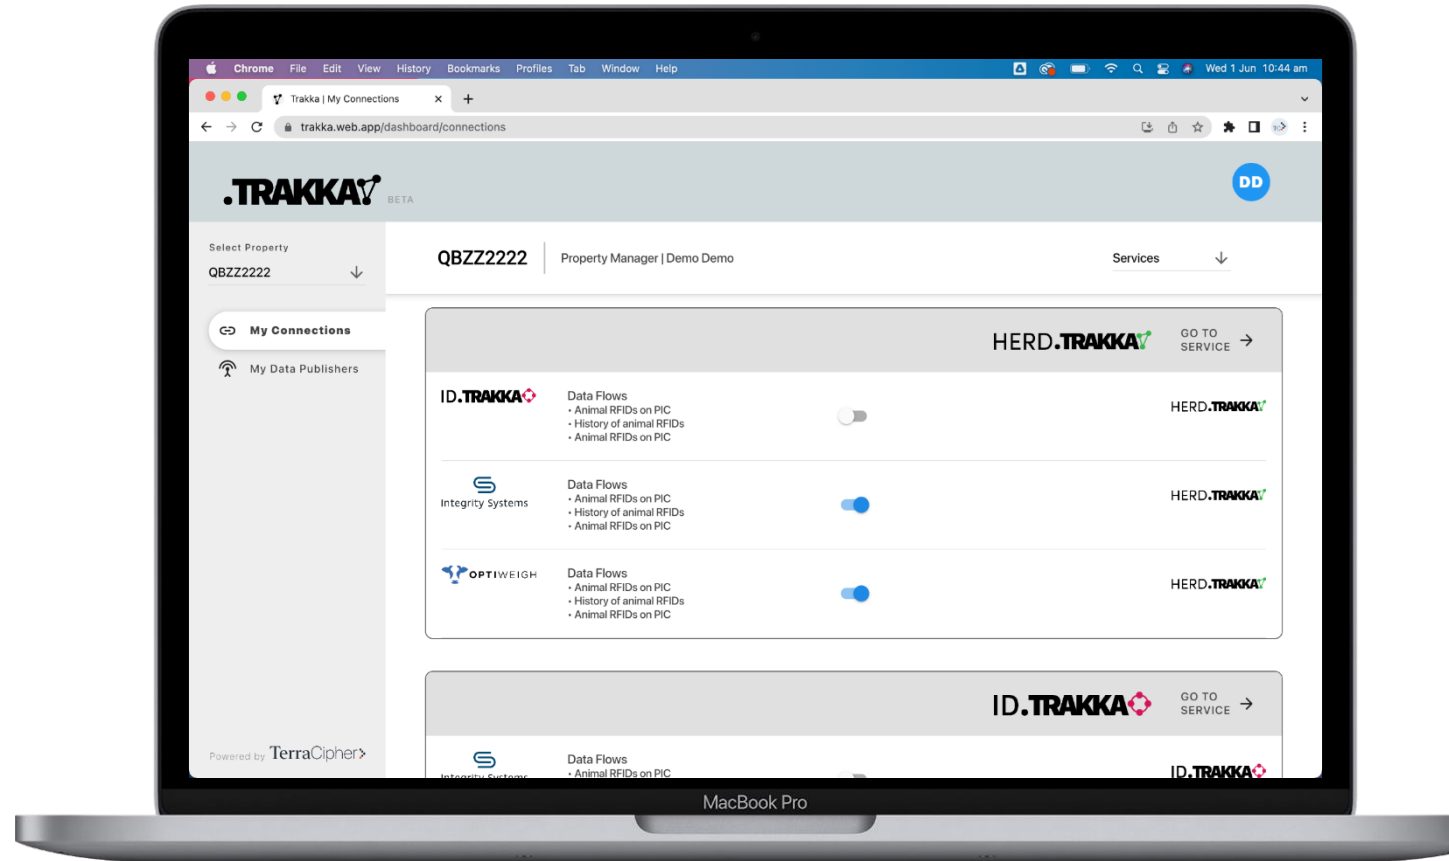 Chrome File Edit View History Bookmarks Profiles Tab Window Help
Wed 1 Jun 10:44 am
Trakka | My Connections
trakka.web.app/dashboard/connections
.TRAKKA
BETA
DD
Select Property
QBZZ2222
QBZZ2222
Property Manager | Demo Demo
Services
My Connections
My Data Publishers
HERD.TRAKKA
GO TO
SERVICE
ID.TRAKKA
Data Flows
• Animal RFIDs on PIC
• History of animal RFIDs
• Animal RFIDs on PIC
HERD.TRAKKA
Integrity Systems
Data Flows
• Animal RFIDs on PIC
• History of animal RFIDs
• Animal RFIDs on PIC
HERD.TRAKKA
OPTIWEIGH
Data Flows
• Animal RFIDs on PIC
• History of animal RFIDs
• Animal RFIDs on PIC
HERD.TRAKKA
ID.TRAKKA
GO TO
SERVICE
Integrity Systems
Data Flows
• Animal RFIDs on PIC
ID.TRAKKA
Powered by TerraCipher
MacBook Pro